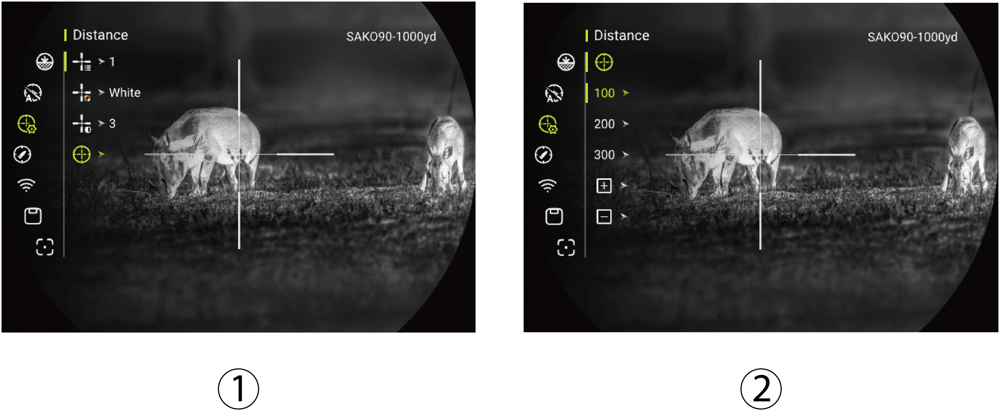 Distance
SAKO90-1000yd
1
White
3
①
Distance
SAKO90-1000yd
100
200
300
②